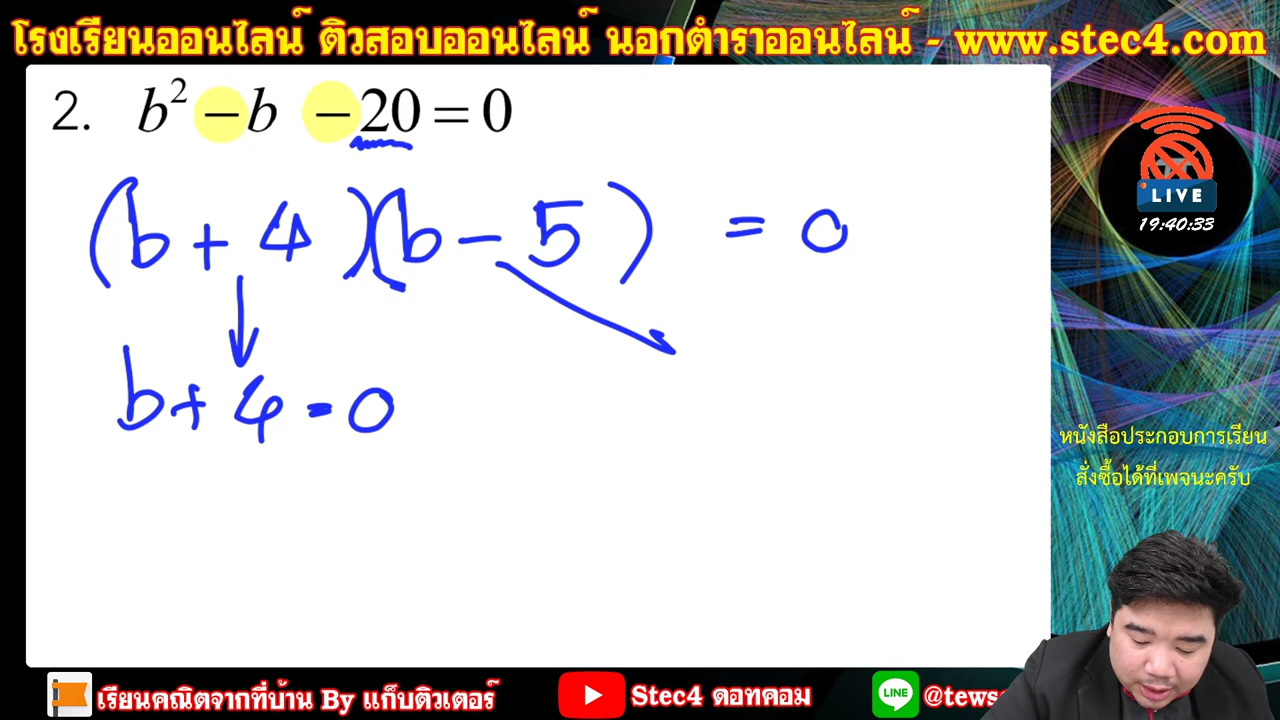 โรงเรียนออนไลน์ ติวสอบออนไลน์ นอกตำราออนไลน์ - www.stec4.com
2. b² − b − 20 = 0
(b + 4)(b − 5) = 0
b + 4 = 0
LIVE
19:40:33
หนังสือประกอบการเรียน
สั่งซื้อได้ที่เพจนะครับ
เรียนคณิตจากที่บ้าน By แก็บติวเตอร์
Stec4 ดอทคอม
LINE